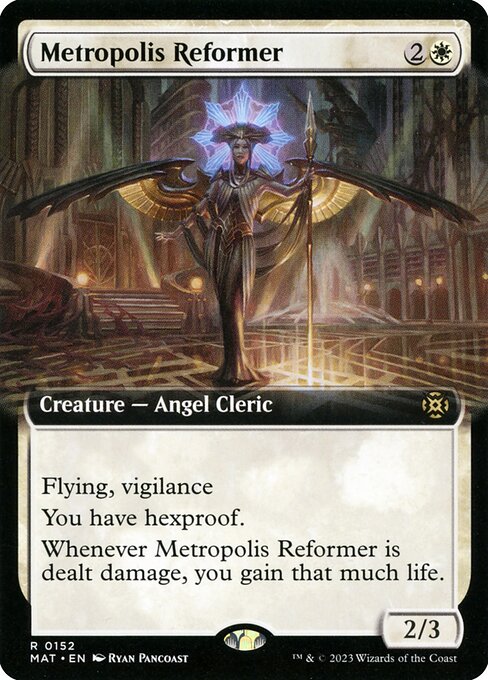 Metropolis Reformer 2
Creature — Angel Cleric
Flying, vigilance
You have hexproof.
Whenever Metropolis Reformer is
dealt damage, you gain that much life.
2/3
R 0152
MAT • EN Ryan Pancoast ™ & © 2023 Wizards of the Coast